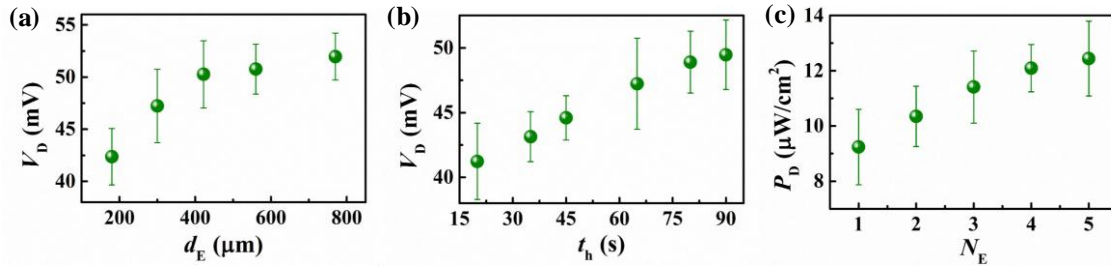 (a)
55
50
45
40
V_D (mV)
200 400 600 800
d_E (μm)
(b)
50
45
40
V_D (mV)
15 30 45 60 75 90
t_h (s)
(c)
14
12
10
8
P_D (μW/cm²)
1 2 3 4 5
N_E